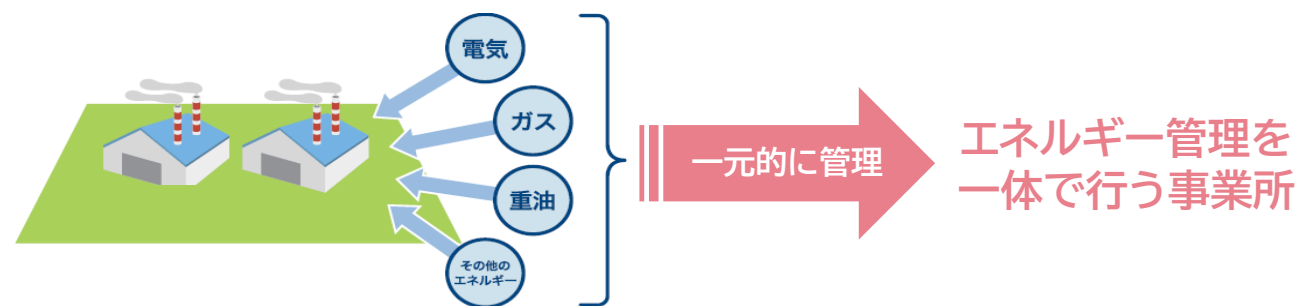 電気
ガス
重油
その他の
エネルギー
一元的に管理
エネルギー管理を
一体で行う事業所